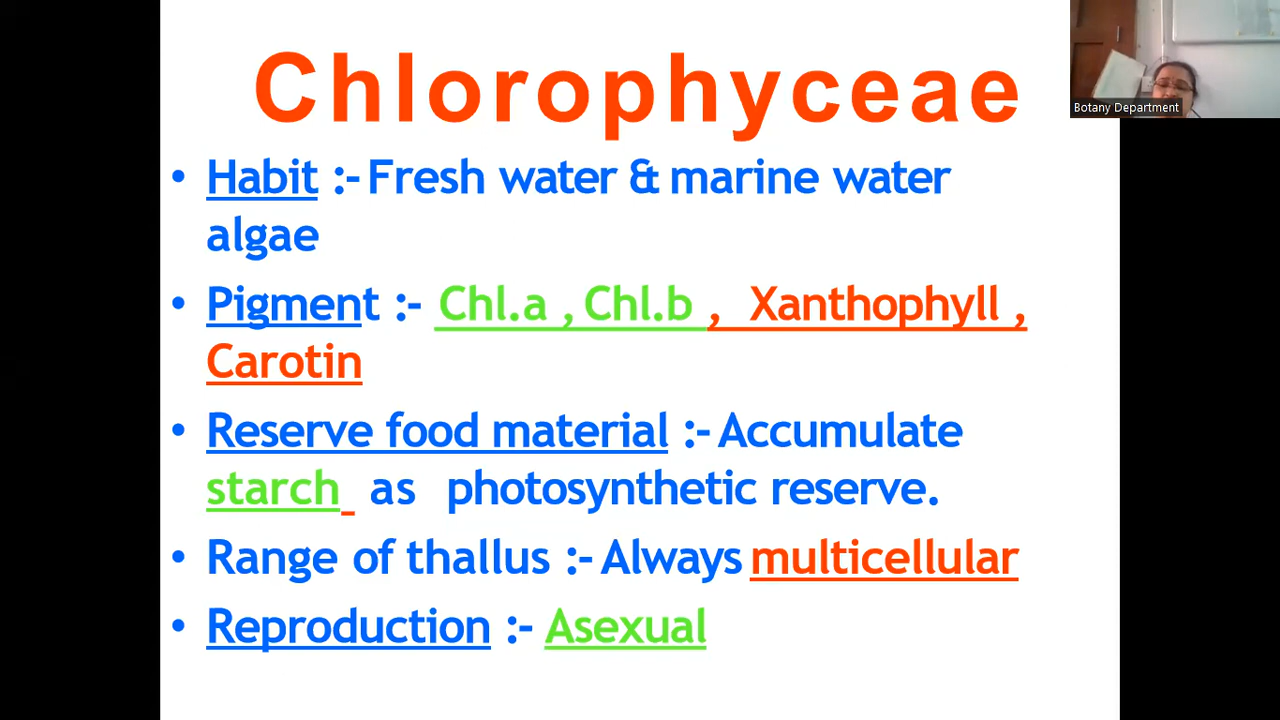 Chlorophyceae
Botany Department
• Habit :- Fresh water & marine water
algae
• Pigment :- Chl.a , Chl.b , Xanthophyll ,
Carotin
• Reserve food material :- Accumulate
starch as photosynthetic reserve.
• Range of thallus :- Always multicellular
• Reproduction :- Asexual